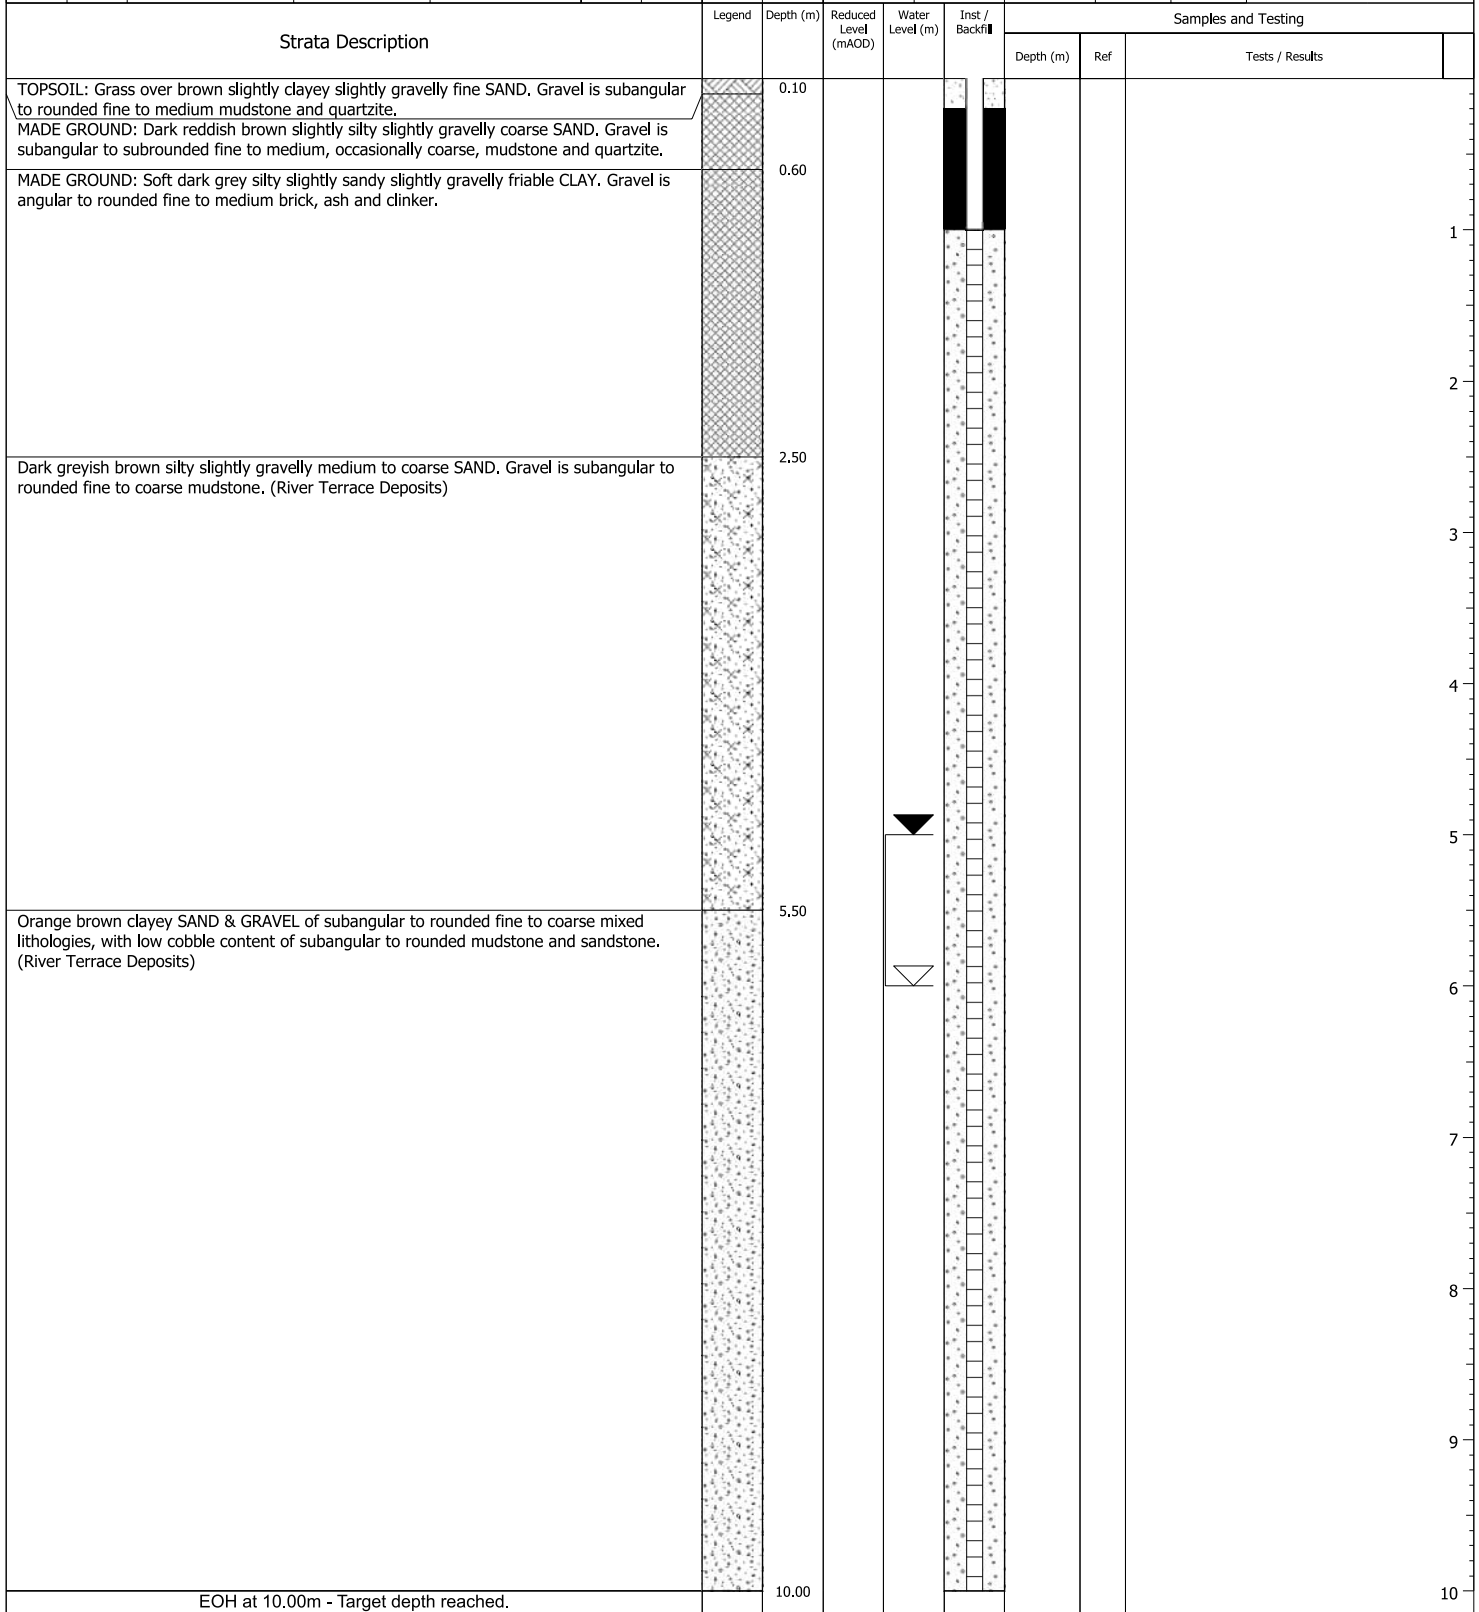 Strata Description
Legend
Depth (m)
Reduced
Level
(mAOD)
Water
Level (m)
Inst /
Backfill
Samples and Testing
Depth (m)
Ref
Tests / Results
TOPSOIL: Grass over brown slightly clayey slightly gravelly fine SAND. Gravel is subangular
to rounded fine to medium mudstone and quartzite.
0.10
MADE GROUND: Dark reddish brown slightly silty slightly gravelly coarse SAND. Gravel is
subangular to subrounded fine to medium, occasionally coarse, mudstone and quartzite.
0.60
MADE GROUND: Soft dark grey silty slightly sandy slightly gravelly friable CLAY. Gravel is
angular to rounded fine to medium brick, ash and clinker.
1
2
2.50
Dark greyish brown silty slightly gravelly medium to coarse SAND. Gravel is subangular to
rounded fine to coarse mudstone. (River Terrace Deposits)
3
4
5
5.50
Orange brown clayey SAND & GRAVEL of subangular to rounded fine to coarse mixed
lithologies, with low cobble content of subangular to rounded mudstone and sandstone.
(River Terrace Deposits)
6
7
8
9
10.00
10
EOH at 10.00m - Target depth reached.